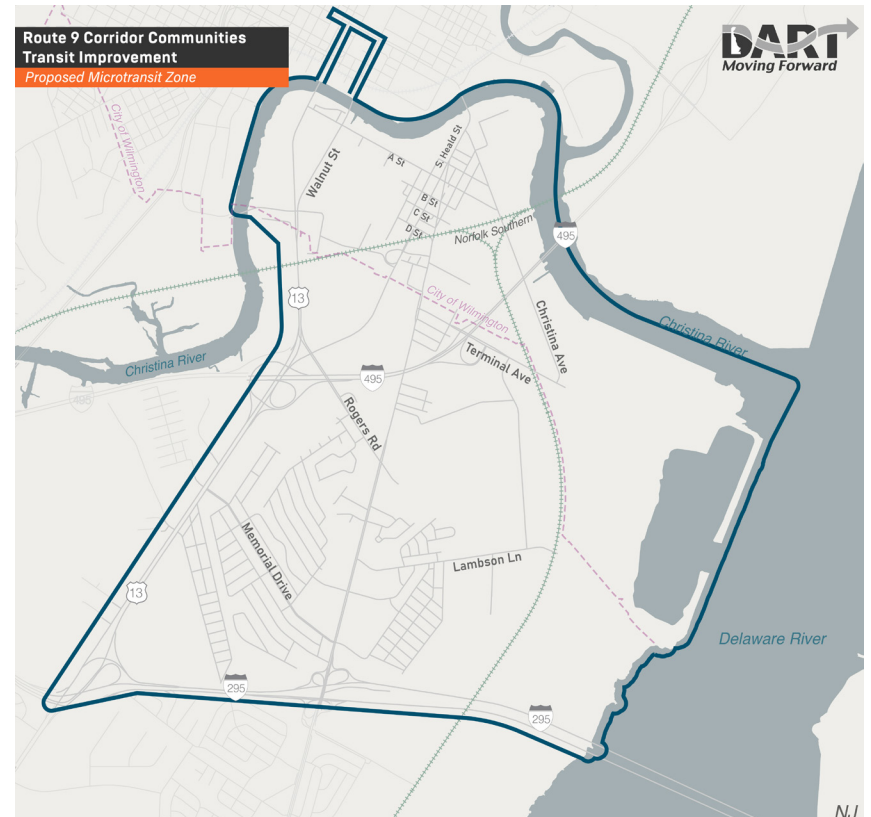 Route 9 Corridor Communities
Transit Improvement
Proposed Microtransit Zone
DART
Moving Forward
City of Wilmington
Walnut St
A St
S. Heald St
B St
C St
D St
Norfolk Southern
495
13
City of Wilmington
Christina Ave
Christina River
Christina River
Terminal Ave
495
495
Rogers Rd
Memorial Drive
Lambson Ln
13
Delaware River
295
295
NJ